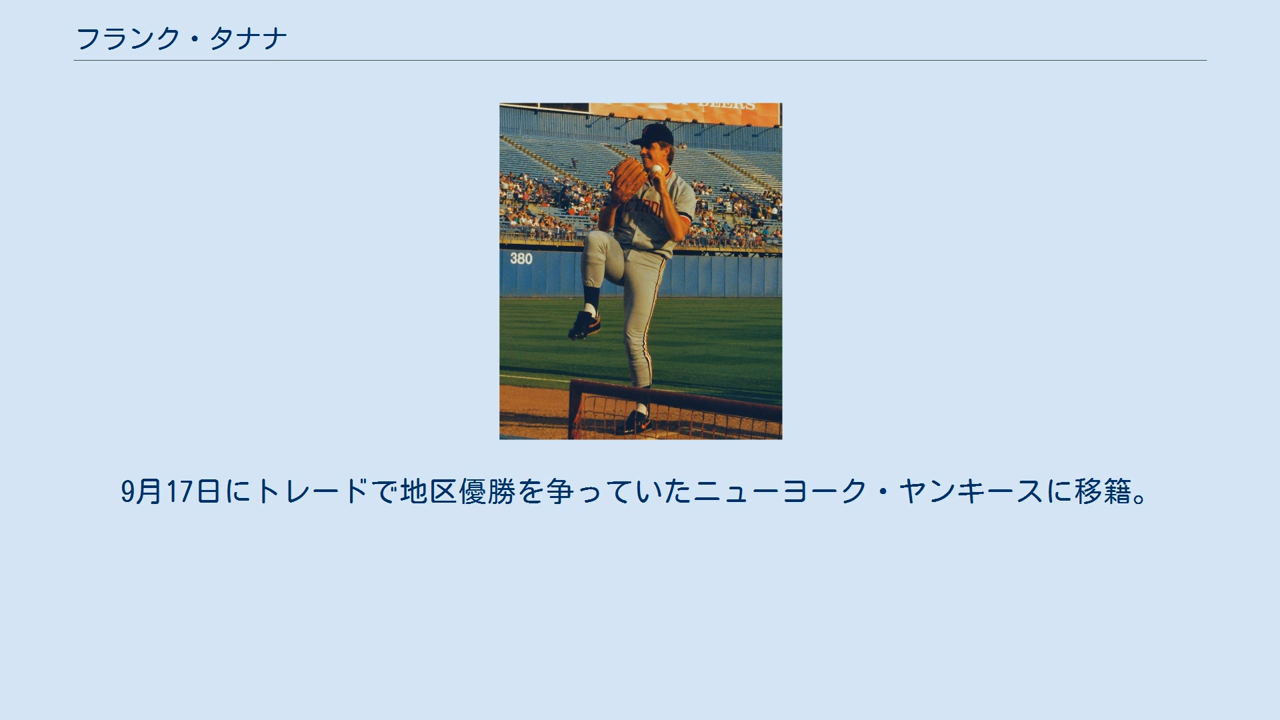 フランク・タナナ
380
9月17日にトレードで地区優勝を争っていたニューヨーク・ヤンキースに移籍。